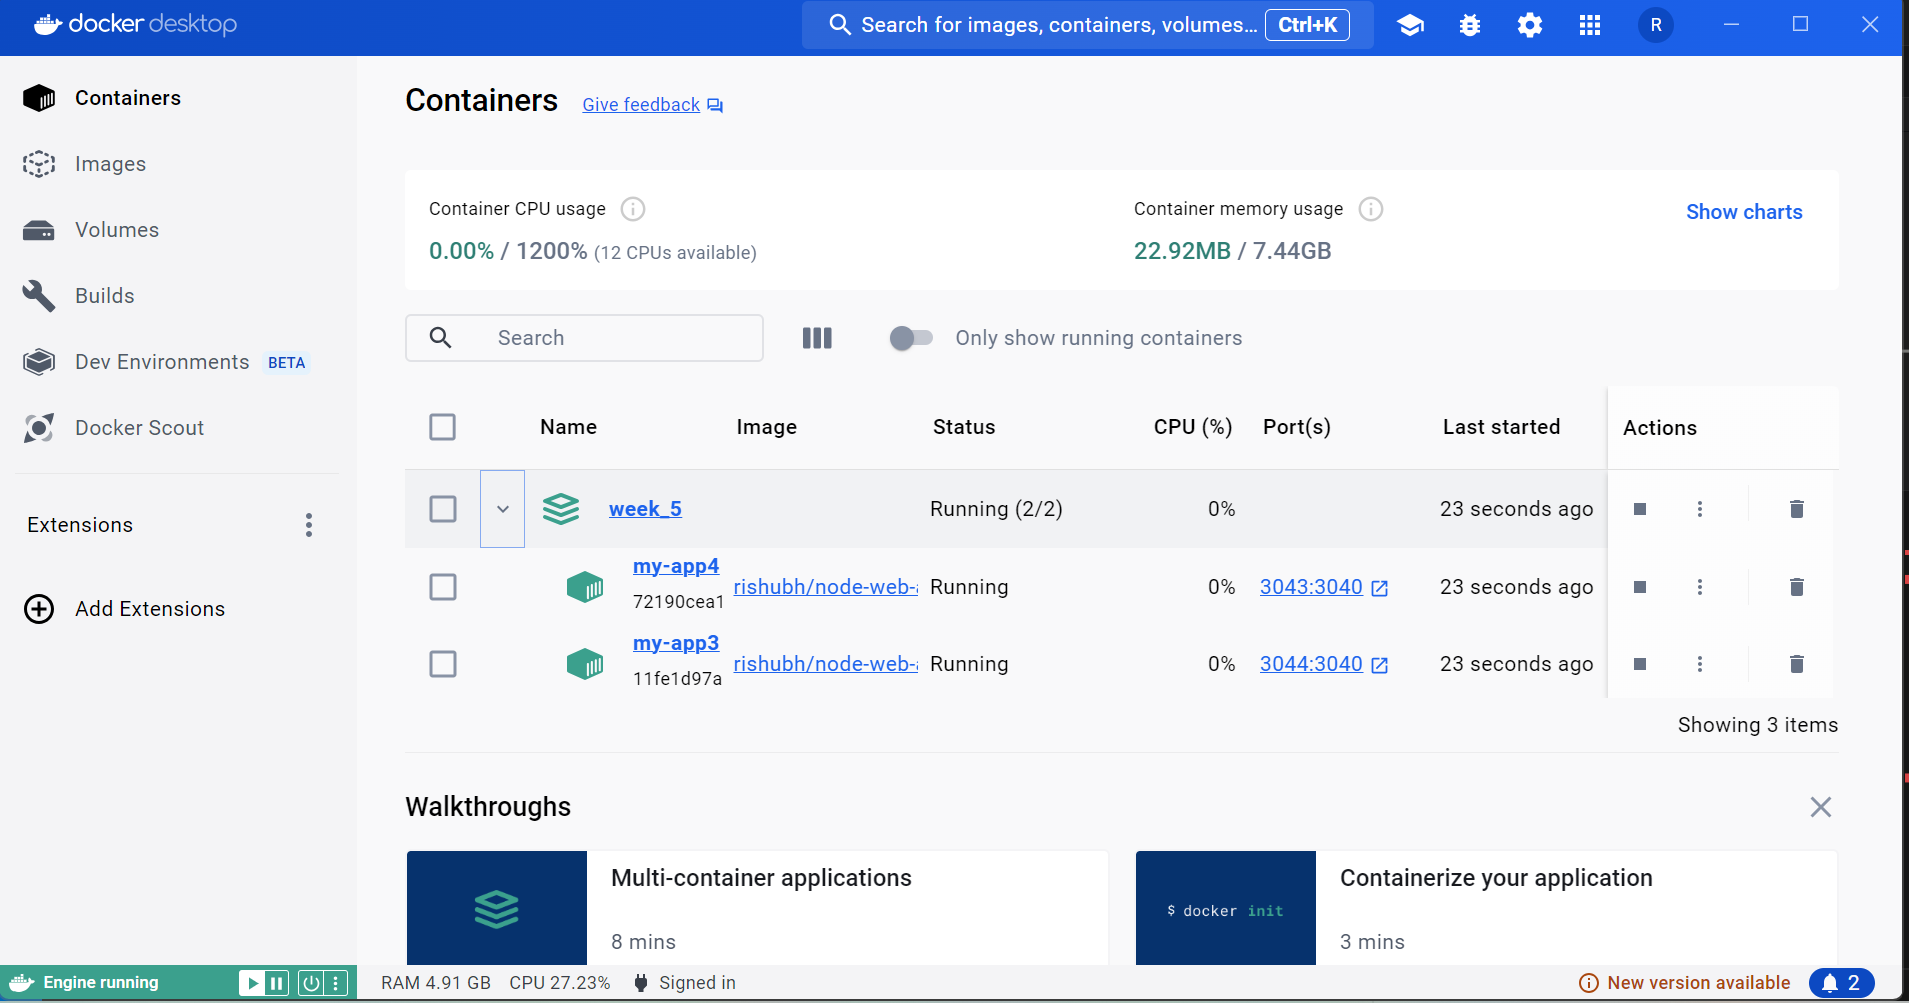 docker desktop
Search for images, containers, volumes... Ctrl+K
R
Containers
Images
Volumes
Builds
Dev Environments BETA
Docker Scout
Extensions
Add Extensions
Containers Give feedback
Container CPU usage
0.00% / 1200% (12 CPUs available)
Container memory usage
22.92MB / 7.44GB
Show charts
Search
Only show running containers
Name Image Status CPU (%) Port(s) Last started Actions
week_5 Running (2/2) 0% 23 seconds ago
my-app4
72190cea1
rishubh/node-web- Running 0% 3043:3040 23 seconds ago
my-app3
11fe1d97a
rishubh/node-web- Running 0% 3044:3040 23 seconds ago
Showing 3 items
Walkthroughs
Multi-container applications
8 mins
$ docker init
Containerize your application
3 mins
Engine running
RAM 4.91 GB CPU 27.23% Signed in
New version available 2